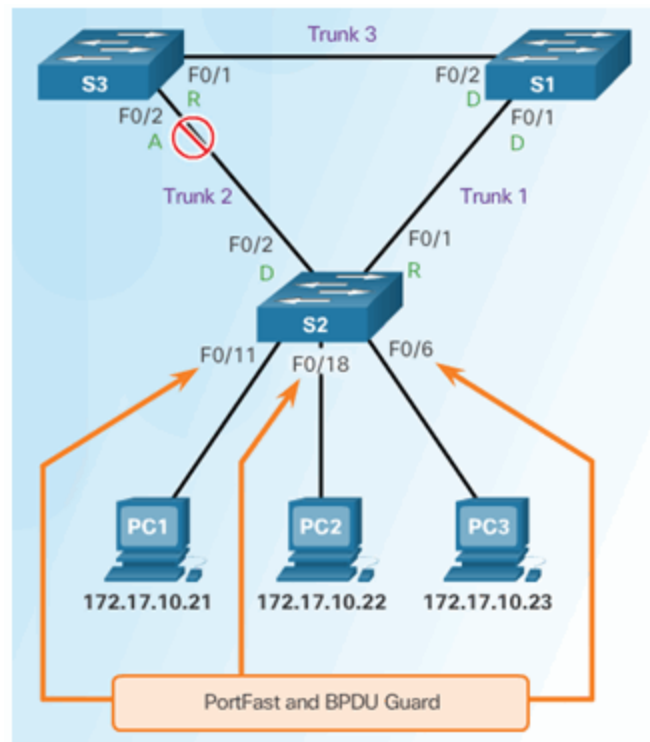 Trunk 3
S3
F0/1
R
F0/2
D
S1
F0/2
A
F0/1
D
Trunk 2
Trunk 1
F0/2
D
F0/1
R
S2
F0/11
F0/18
F0/6
PC1
PC2
PC3
172.17.10.21
172.17.10.22
172.17.10.23
PortFast and BPDU Guard